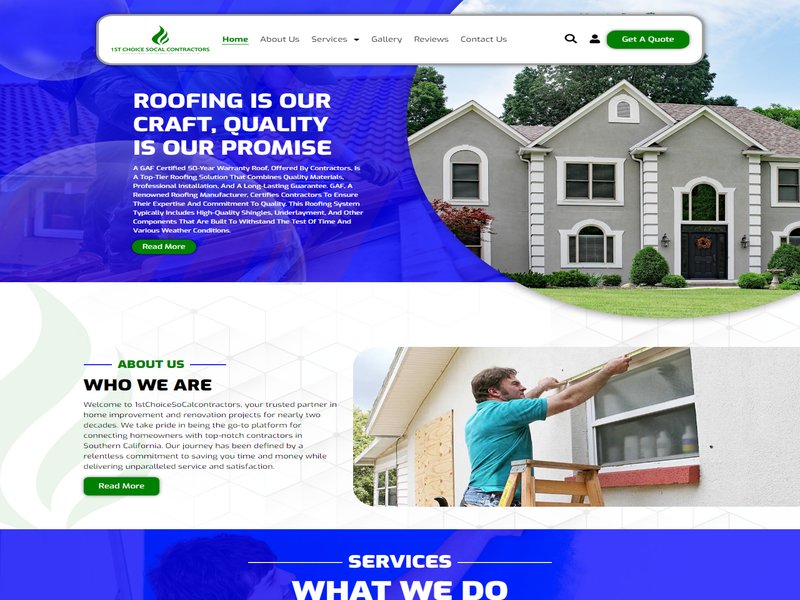 1ST CHOICE SOCAL CONTRACTORS
Home
About Us
Services
Gallery
Reviews
Contact Us
Get A Quote
ROOFING IS OUR
CRAFT, QUALITY
IS OUR PROMISE
A GAF Certified 50-Year Warranty Roof, Offered By Contractors, Is
A Top-Tier Roofing Solution That Combines Quality Materials,
Professional Installation, And A Long-Lasting Guarantee. GAF, A
Renowned Roofing Manufacturer, Certifies Contractors To Ensure
Their Expertise And Commitment To Quality. This Roofing System
Typically Includes High-Quality Shingles, Underlayment, And Other
Components That Are Built To Withstand The Test Of Time And
Various Weather Conditions.
Read More
ABOUT US
WHO WE ARE
Welcome to 1stChoiceSoCalcontractors, your trusted partner in
home improvement and renovation projects for nearly two
decades. We take pride in being the go-to platform for
connecting homeowners with top-notch contractors in
Southern California. Our journey has been defined by a
relentless commitment to saving you time and money while
delivering unparalleled service and satisfaction.
Read More
SERVICES
WHAT WE DO